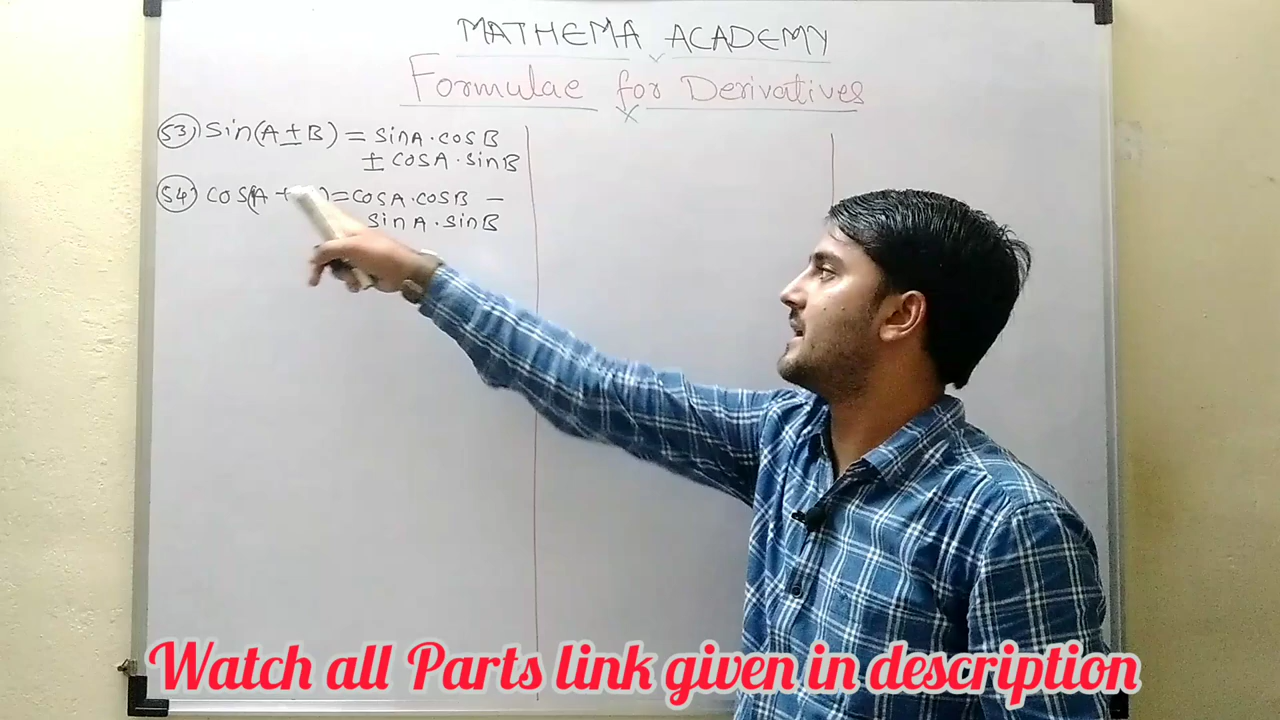 MATHEMA ACADEMY
Formulae for Derivatives
53) Sin(A ± B) = sinA·cosB
± cosA·sinB
54) cos(A + ) = cosA·cosB −
sinA·sinB
Watch all Parts link given in description